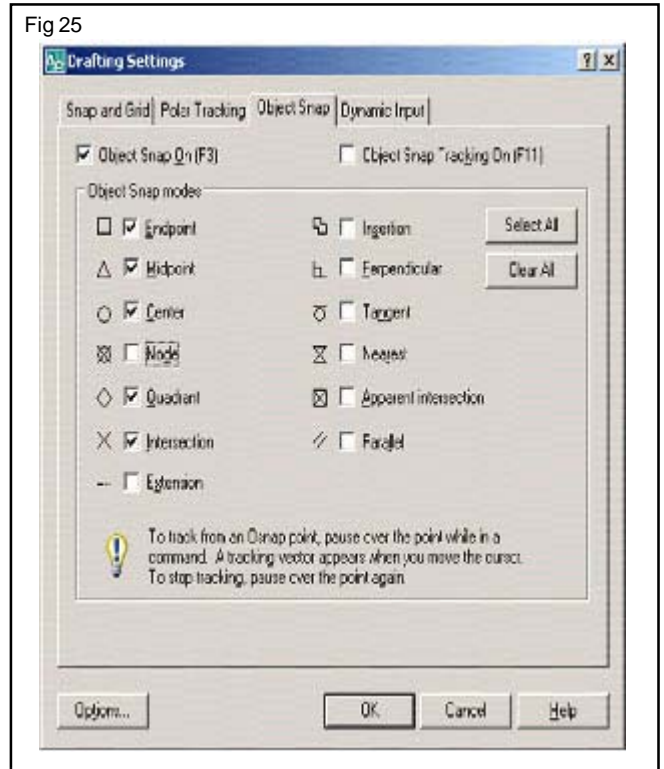 Fig 25
Drafting Settings
Snap and Grid Polar Tracking Object Snap Dynamic Input
Object Snap On (F3) Object Snap Tracking On (F11)
Object Snap modes
Endpoint Insertion Select All
Midpoint Perpendicular Clear All
Center Tangent
Node Nearest
Quadrant Apparent intersection
Intersection Parallel
Extension
To track from an Osnap point, pause over the point while in a
command. A tracking vector appears when you move the cursor.
To stop tracking, pause over the point again.
Options... OK Cancel Help